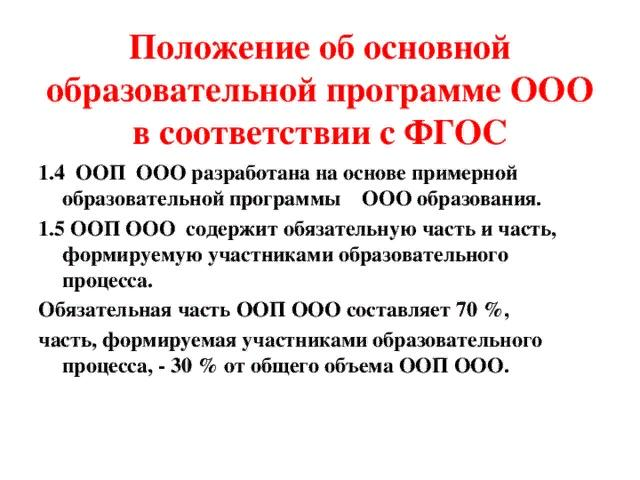 Положение об основной
образовательной программе ООО
в соответствии с ФГОС
1.4 ООП ООО разработана на основе примерной
образовательной программы ООО образования.
1.5 ООП ООО содержит обязательную часть и часть,
формируемую участниками образовательного
процесса.
Обязательная часть ООП ООО составляет 70 %,
часть, формируемая участниками образовательного
процесса, - 30 % от общего объема ООП ООО.